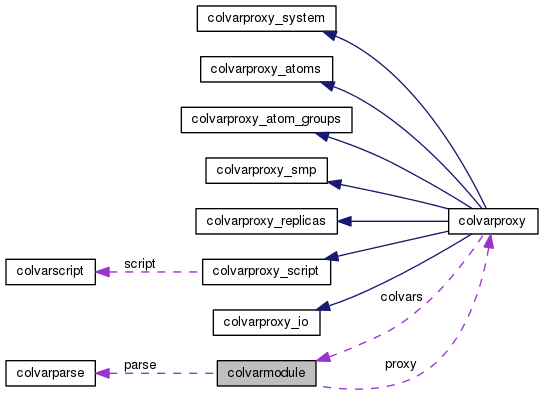 colvarproxy_system
colvarproxy_atoms
colvarproxy_atom_groups
colvarproxy_smp
colvarproxy_replicas
colvarproxy
colvarscript
script
colvarproxy_script
colvars
colvarproxy_io
colvarparse
parse
colvarmodule
proxy